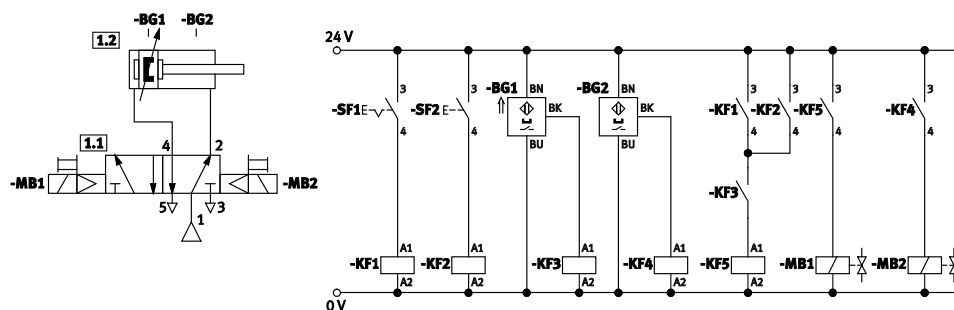 -BG1 -BG2
1.2
1.1
4 2
-MB1 -MB2
5 3
1
24 V
3 3 3 3 3 3
-SF1 -SF2 -BG1 BN -BG2 BN -KF1 -KF2 -KF5 -KF4
BK BK
4 4 BU BU 4 4 4 4
-KF3
A1 A1 A1 A1 A1
-KF1 -KF2 -KF3 -KF4 -KF5 -MB1 -MB2
A2 A2 A2 A2 A2
0 V